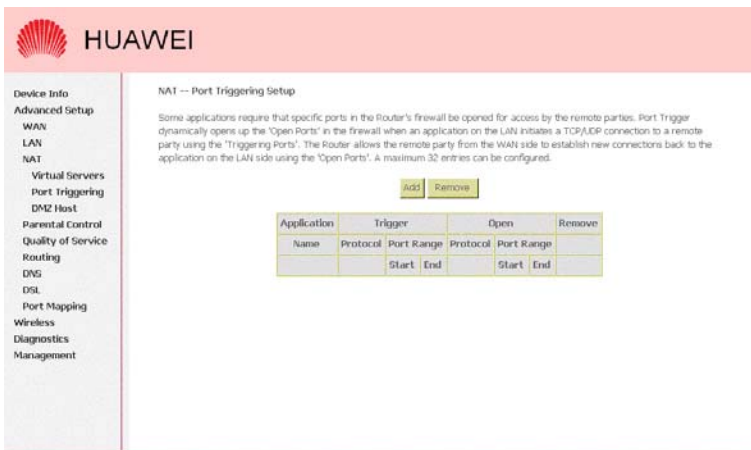 HUAWEI
Device Info
Advanced Setup
WAN
LAN
NAT
Virtual Servers
Port Triggering
DMZ Host
Parental Control
Quality of Service
Routing
DNS
DSL
Port Mapping
Wireless
Diagnostics
Management
NAT -- Port Triggering Setup
Some applications require that specific ports in the Router's firewall be opened for access by the remote parties. Port Trigger
dynamically opens up the 'Open Ports' in the firewall when an application on the LAN initiates a TCP/UDP connection to a remote
party using the 'Triggering Ports'. The Router allows the remote party from the WAN side to establish new connections back to the
application on the LAN side using the 'Open Ports'. A maximum 32 entries can be configured.
Add Remove
Application Trigger Open Remove
Name Protocol Port Range Protocol Port Range
Start End Start End